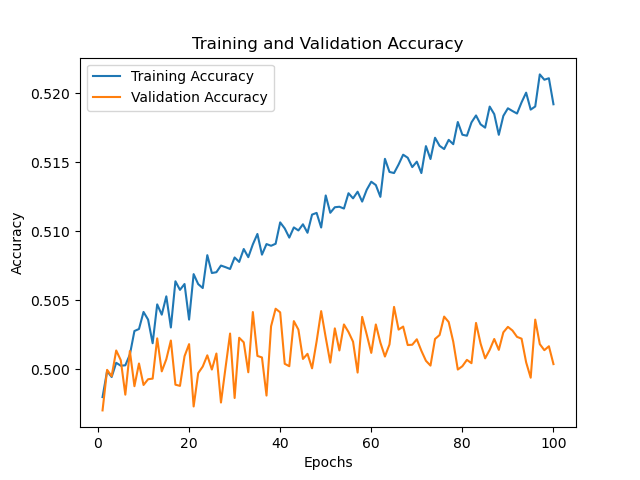 Training and Validation Accuracy
Training Accuracy
Validation Accuracy
0.520
0.515
0.510
0.505
0.500
Accuracy
0 20 40 60 80 100
Epochs